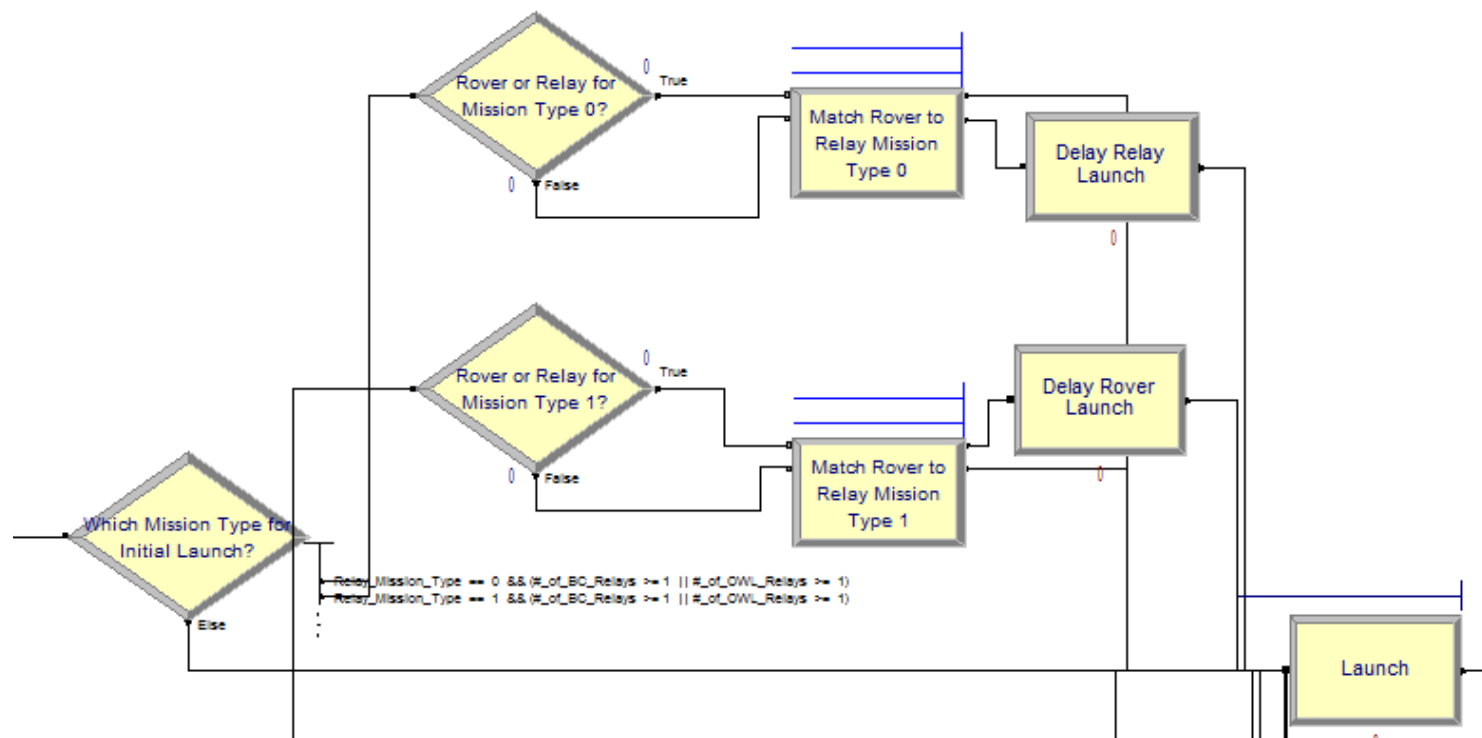 Rover or Relay for
Mission Type 0?
0
True
0
False
Match Rover to
Relay Mission
Type 0
Delay Relay
Launch
0
Rover or Relay for
Mission Type 1?
0
True
0
False
Match Rover to
Relay Mission
Type 1
Delay Rover
Launch
0
Which Mission Type for
Initial Launch?
Relay_Mission_Type == 0 && (#_of_BC_Relays >= 1 || #_of_OWL_Relays >= 1)
Relay_Mission_Type == 1 && (#_of_BC_Relays >= 1 || #_of_OWL_Relays >= 1)
Else
Launch